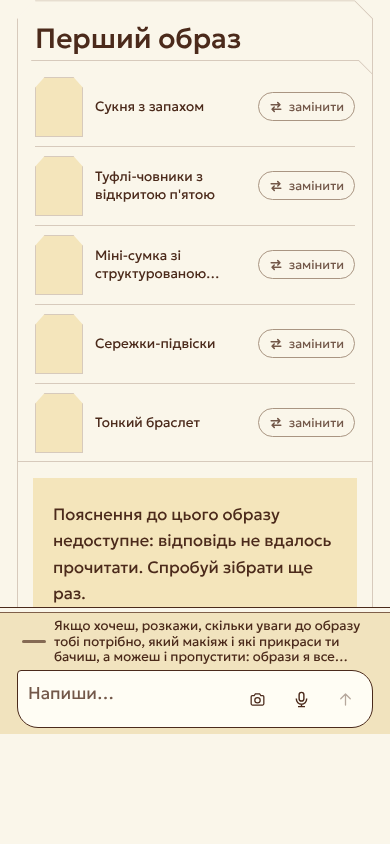 Перший образ
Сукня з запахом
замінити
Туфлі-човники з
відкритою п'ятою
замінити
Міні-сумка зі
структурованою…
замінити
Сережки-підвіски
замінити
Тонкий браслет
замінити
Пояснення до цього образу
недоступне: відповідь не вдалось
прочитати. Спробуй зібрати ще
раз.
Якщо хочеш, розкажи, скільки уваги до образу
тобі потрібно, який макіяж і які прикраси ти
бачиш, а можеш і пропустити: образи я все…
Напиши…